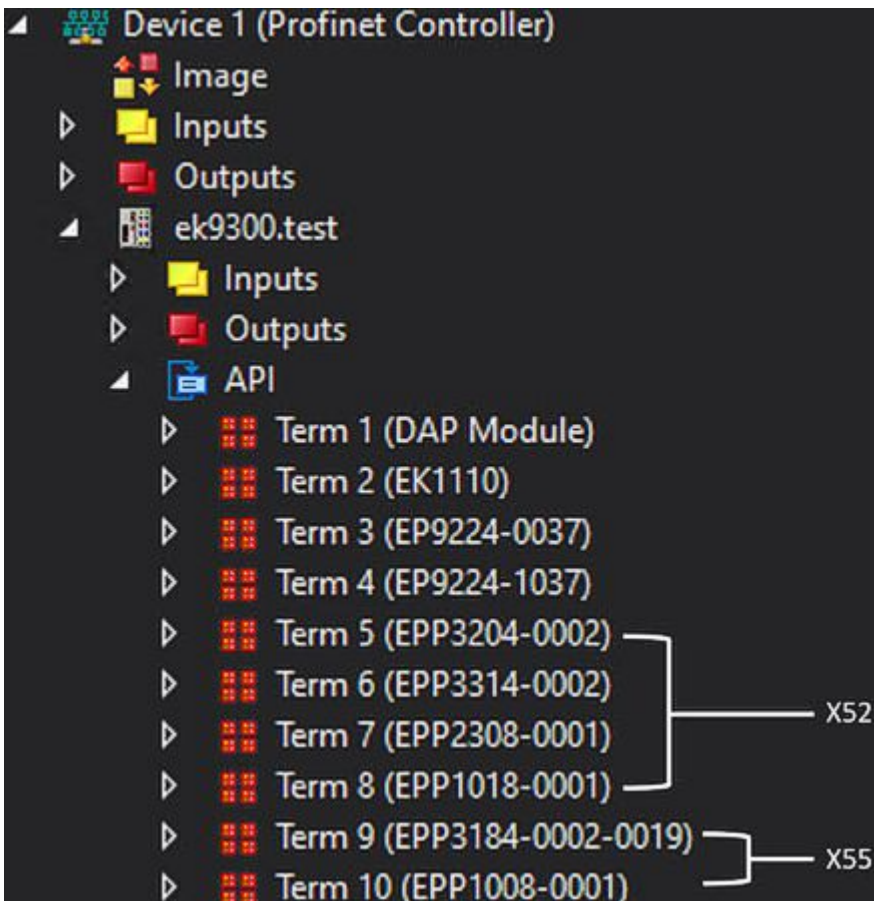 Device 1 (Profinet Controller)
Image
Inputs
Outputs
ek9300.test
Inputs
Outputs
API
Term 1 (DAP Module)
Term 2 (EK1110)
Term 3 (EP9224-0037)
Term 4 (EP9224-1037)
Term 5 (EPP3204-0002)
Term 6 (EPP3314-0002)
X52
Term 7 (EPP2308-0001)
Term 8 (EPP1018-0001)
Term 9 (EPP3184-0002-0019)
X55
Term 10 (EPP1008-0001)